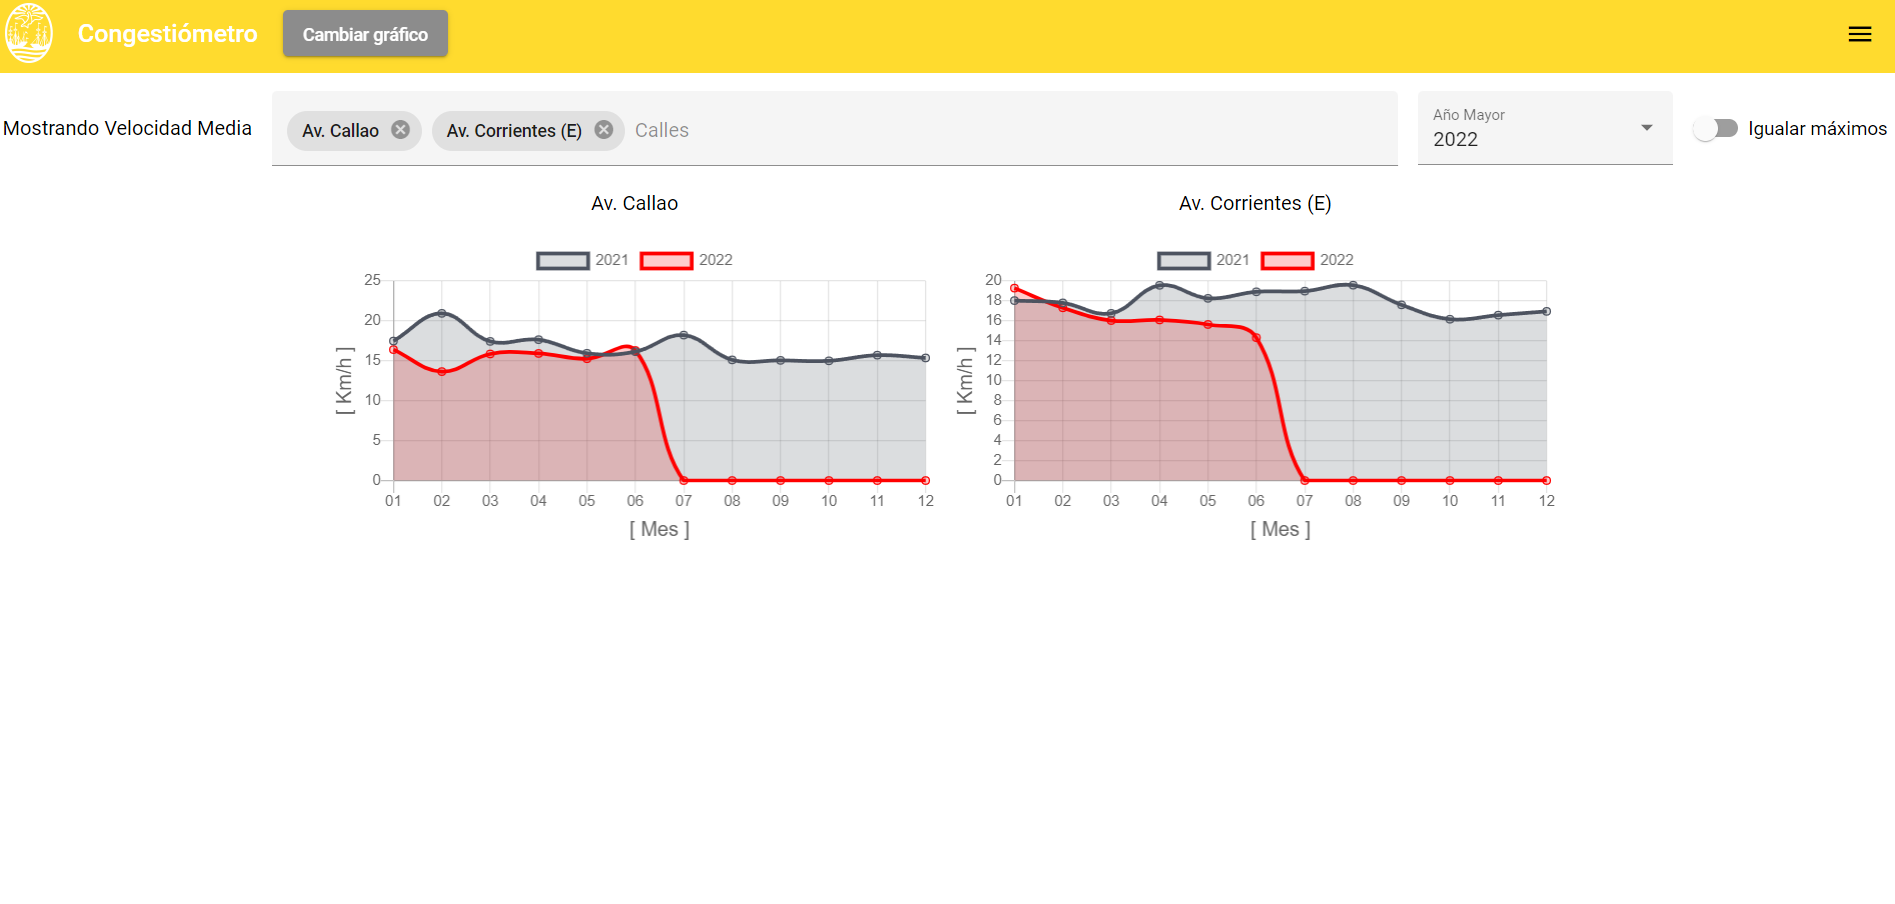 Congestiómetro
Cambiar gráfico
Mostrando Velocidad Media
Av. Callao
Av. Corrientes (E)
Calles
Año Mayor
2022
Igualar máximos
Av. Callao
2021 2022
25
20
15
10
5
0
[ Km/h ]
01 02 03 04 05 06 07 08 09 10 11 12
[ Mes ]
Av. Corrientes (E)
2021 2022
20
18
16
14
12
10
8
6
4
2
0
[ Km/h ]
01 02 03 04 05 06 07 08 09 10 11 12
[ Mes ]